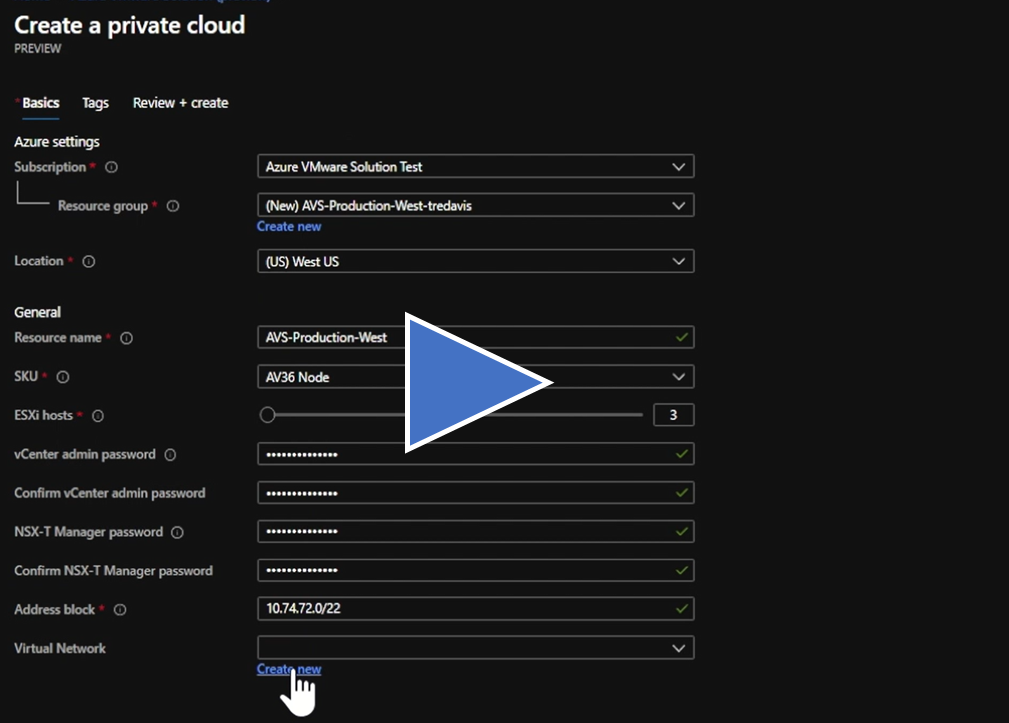 Create a private cloud
PREVIEW
* Basics Tags Review + create
Azure settings
Subscription * Azure VMware Solution Test
Resource group * (New) AVS-Production-West-tredavis
Create new
Location * (US) West US
General
Resource name * AVS-Production-West
SKU * AV36 Node
ESXi hosts * 3
vCenter admin password ••••••••••••••
Confirm vCenter admin password ••••••••••••••
NSX-T Manager password ••••••••••••••
Confirm NSX-T Manager password ••••••••••••••
Address block * 10.74.72.0/22
Virtual Network
Create new